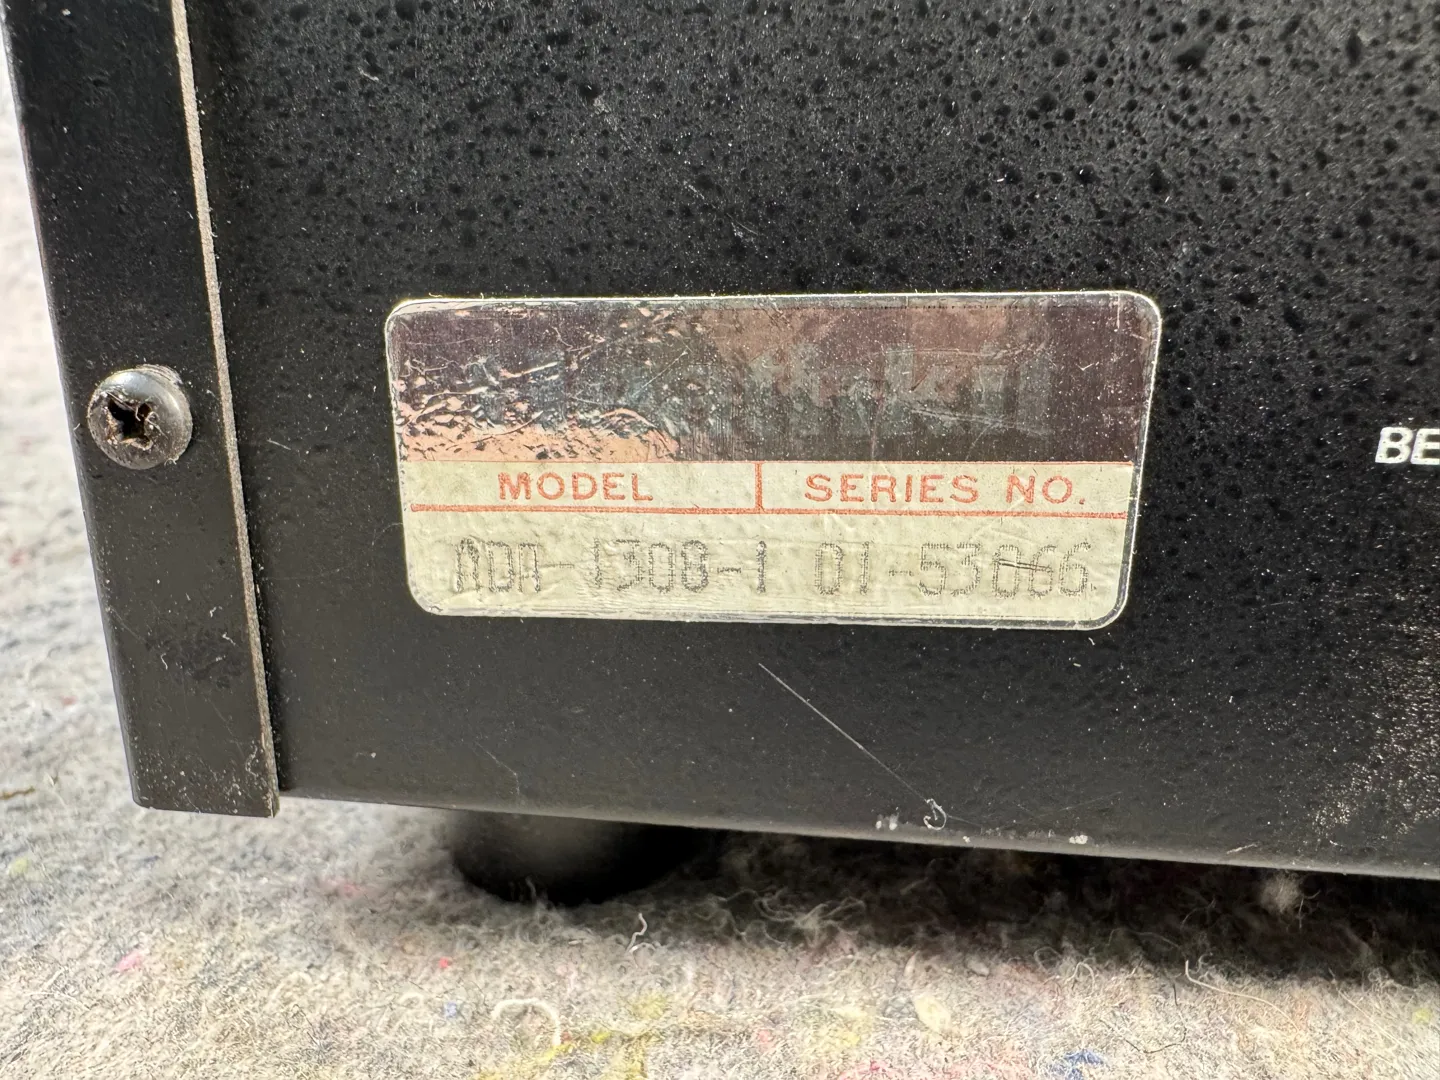 MODEL SERIES NO.
ADA-1308-1 01-53066
BE